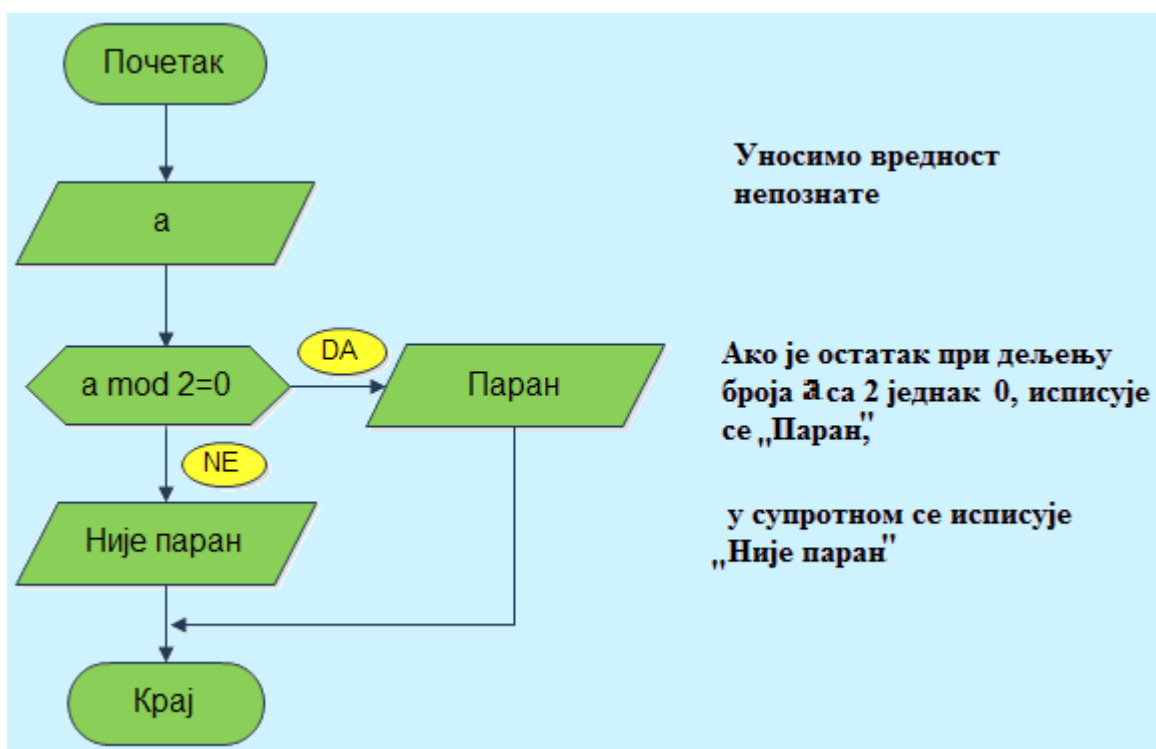 Почетак
Уносимо вредност
непознате
a
DA
a mod 2=0
Паран
Ако је остатак при дељењу
броја a са 2 једнак 0, исписује
се ,,Паран,"
NE
Није паран
у супротном се исписује
,,Није паран"
Крај